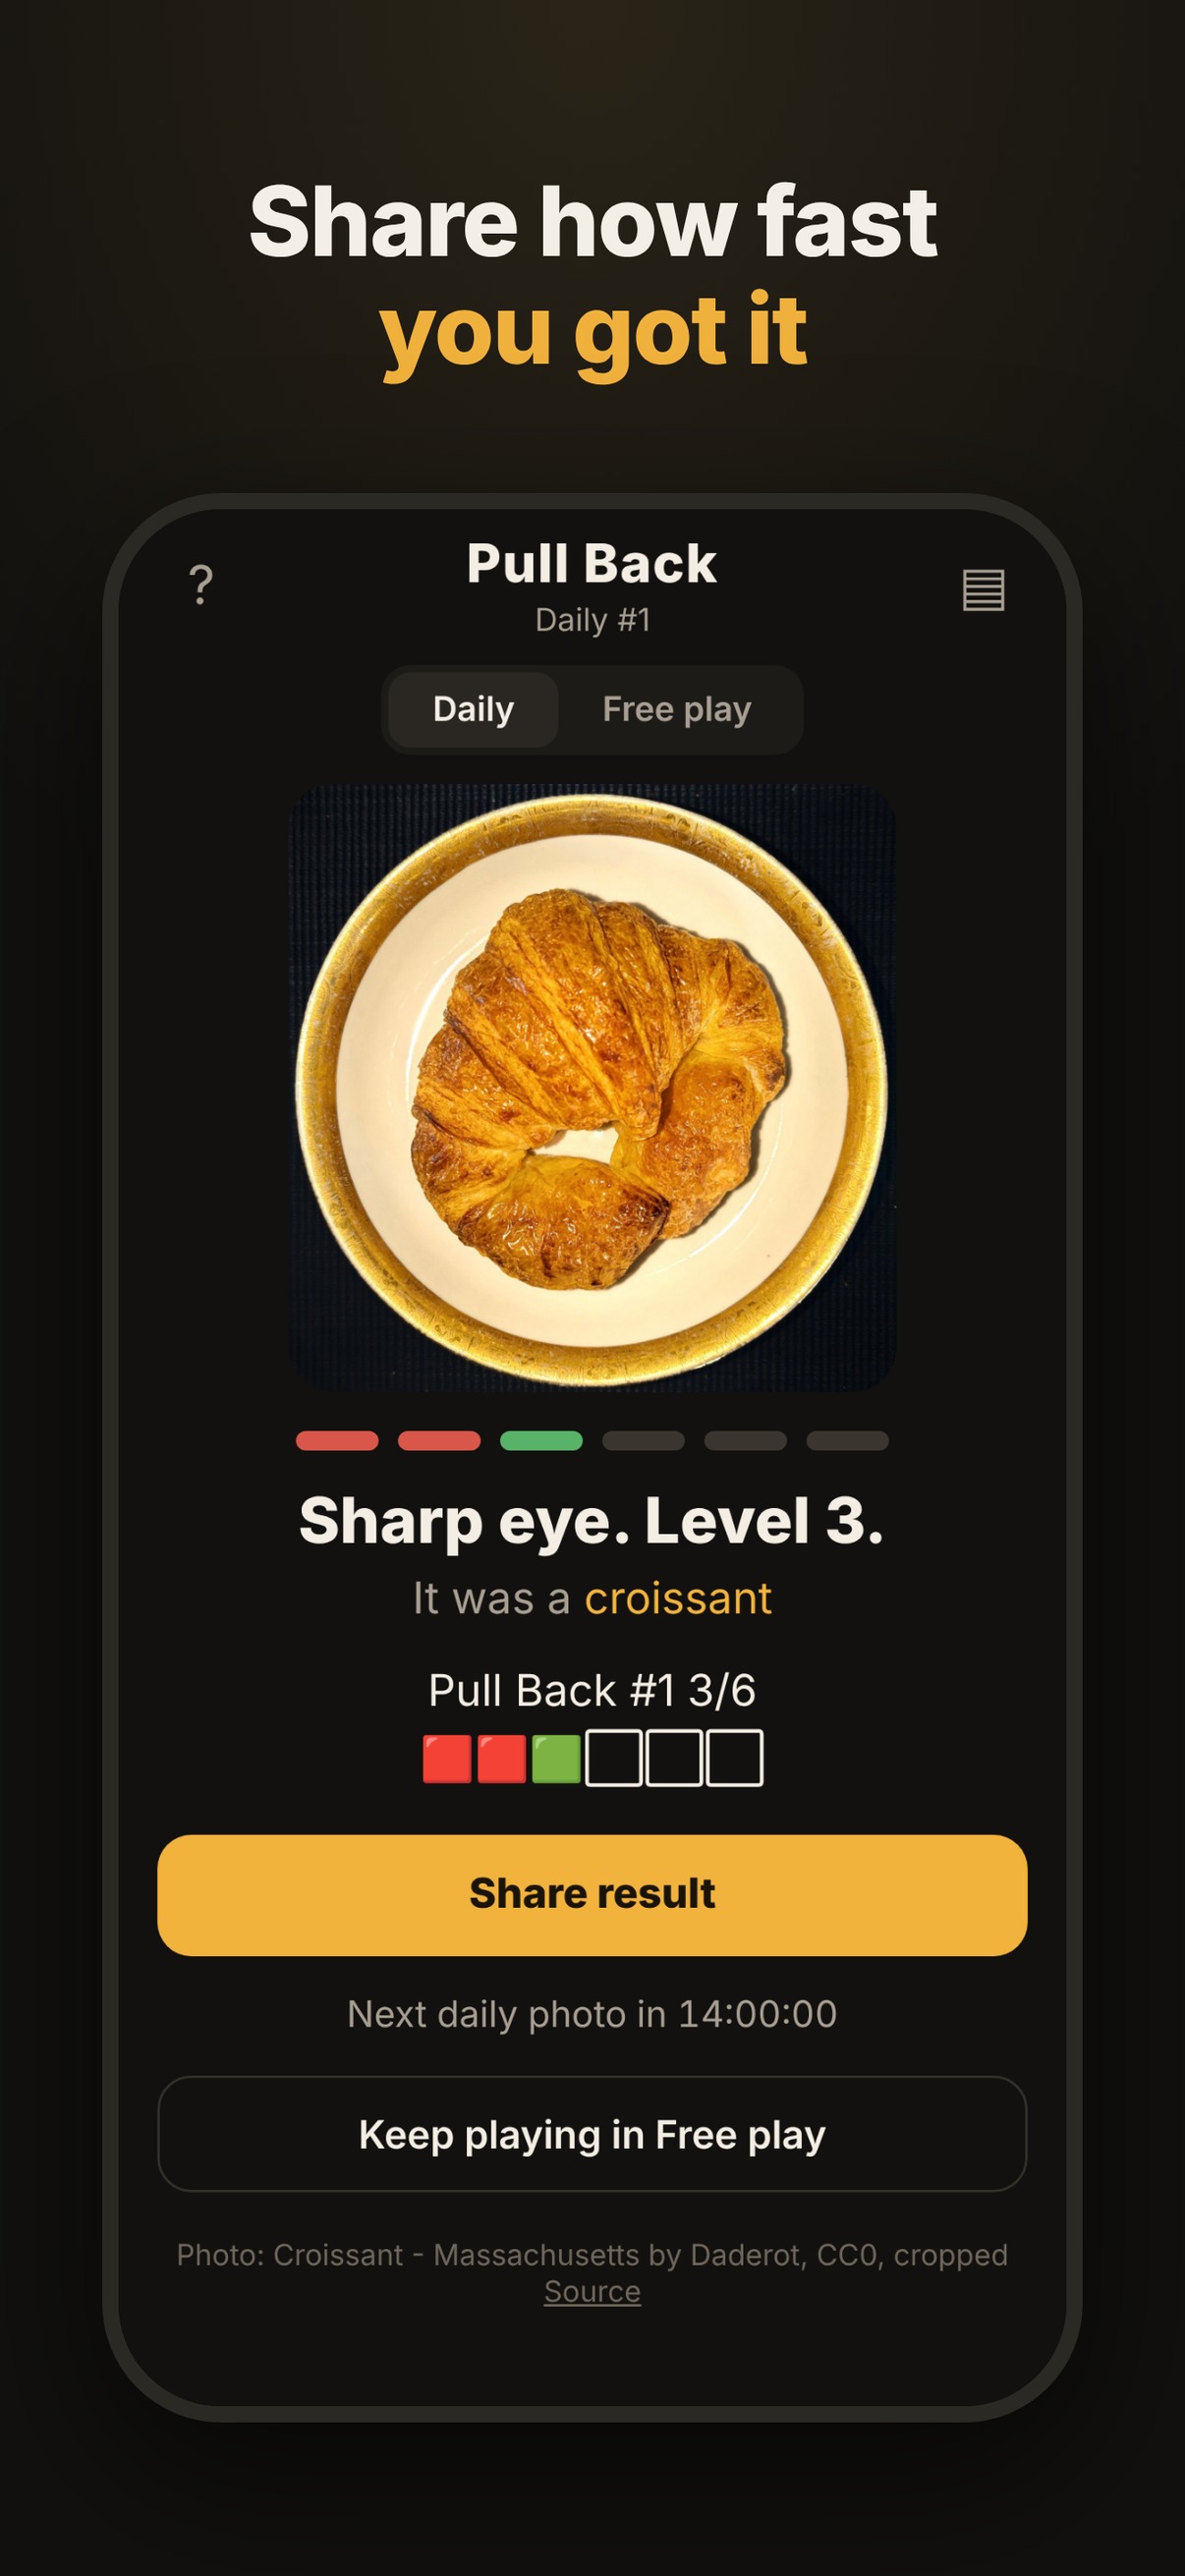 Share how fast
you got it
?
Pull Back
Daily #1
Daily Free play
Sharp eye. Level 3.
It was a croissant
Pull Back #1 3/6
🟥🟥🟩⬜⬜⬜
Share result
Next daily photo in 14:00:00
Keep playing in Free play
Photo: Croissant - Massachusetts by Daderot, CC0, cropped
Source